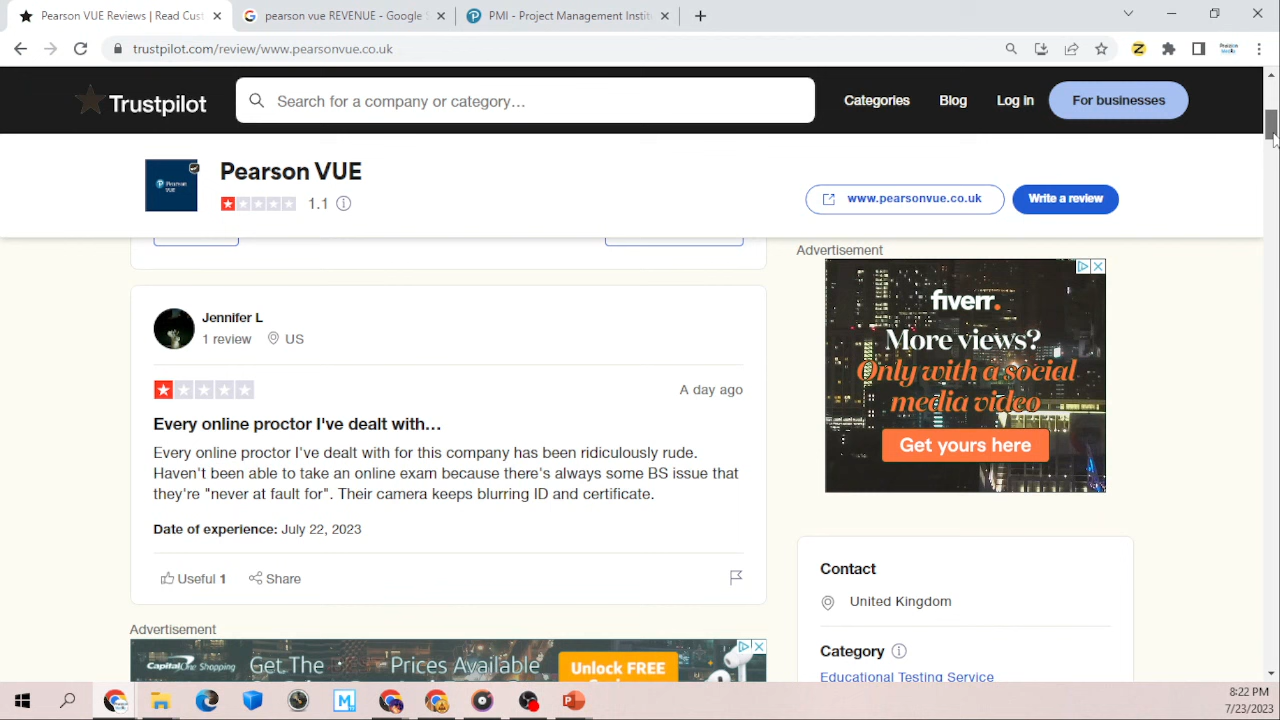 Pearson VUE Reviews | Read Cust
pearson vue REVENUE - Google S
PMI - Project Management Instit
trustpilot.com/review/www.pearsonvue.co.uk
Z
Trustpilot
Search for a company or category…
Categories
Blog
Log in
For businesses
Pearson VUE
Pearson VUE
1.1
www.pearsonvue.co.uk
Write a review
Advertisement
fiverr.
More views?
Only with a social
media video
Get yours here
Jennifer L
1 review
US
A day ago
Every online proctor I've dealt with…
Every online proctor I've dealt with for this company has been ridiculously rude.
Haven't been able to take an online exam because there's always some BS issue that
they're "never at fault for". Their camera keeps blurring ID and certificate.
Date of experience: July 22, 2023
Useful 1
Share
Contact
United Kingdom
Category
Educational Testing Service
Advertisement
Capital One Shopping
Get The
Prices Available
Unlock FREE
8:22 PM
7/23/2023